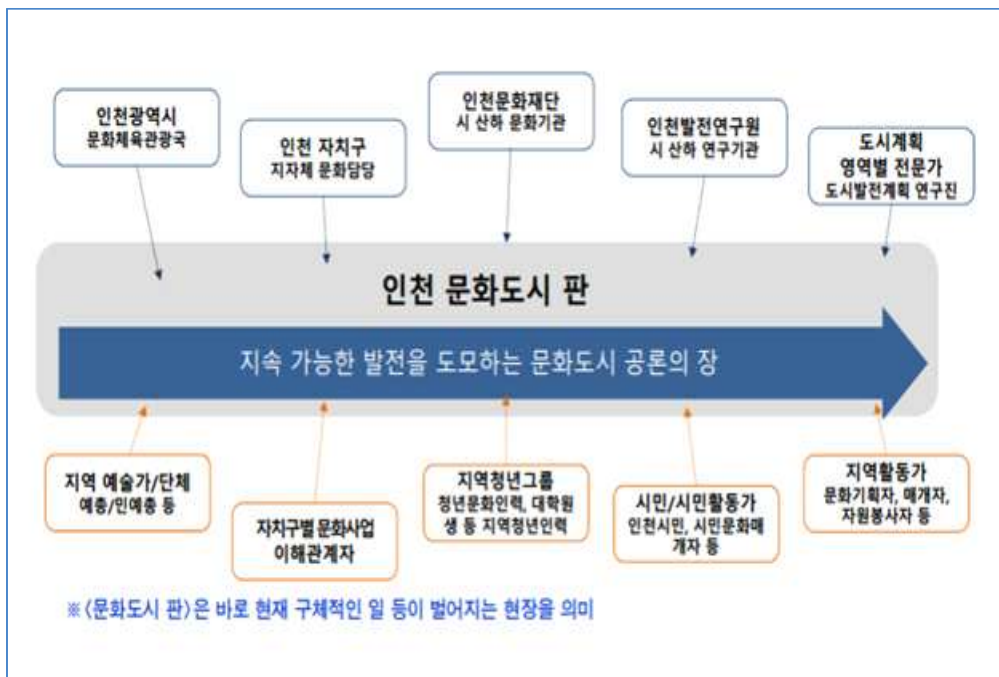 인천광역시
문화체육관광국
인천 자치구
지자체 문화담당
인천문화재단
시 산하 문화기관
인천발전연구원
시 산하 연구기관
도시계획
영역별 전문가
도시발전계획 연구진
인천 문화도시 판
지속 가능한 발전을 도모하는 문화도시 공론의 장
지역 예술가/단체
예총/민예총 등
자치구별 문화사업
이해관계자
지역청년그룹
청년문화인력, 대학원
생 등 지역청년인력
시민/시민활동가
인천시민, 시민문화매
개자 등
지역활동가
문화기획자, 매개자,
자원봉사자 등
※〈문화도시 판〉은 바로 현재 구체적인 일 등이 벌어지는 현장을 의미